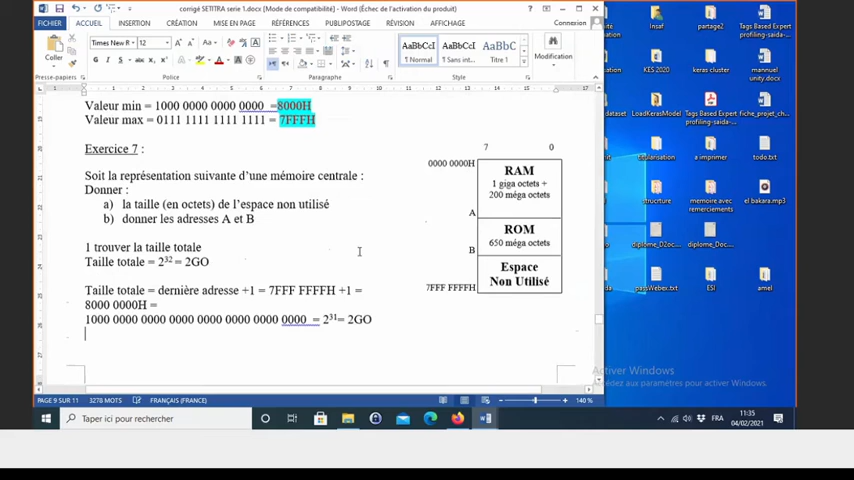 corrigé SETITRA serie 1.docx [Mode de compatibilité] - Word (Échec de l'activation du produit)
FICHIER ACCUEIL INSERTION CRÉATION MISE EN PAGE RÉFÉRENCES PUBLIPOSTAGE RÉVISION AFFICHAGE Connexion
Coller
Times New R 12
G I S
AaBbCcI AaBbCcI AaBbC
¶ Normal ¶ Sans int... Titre 1
Modification
Presse-papiers Police Paragraphe Style
Valeur min = 1000 0000 0000 0000 =8000H
Valeur max = 0111 1111 1111 1111 = 7FFFH
Exercice 7 :
Soit la représentation suivante d'une mémoire centrale :
Donner :
a) la taille (en octets) de l'espace non utilisé
b) donner les adresses A et B
1 trouver la taille totale
Taille totale = 2³² = 2GO
Taille totale = dernière adresse +1 = 7FFF FFFFH +1 =
8000 0000H =
1000 0000 0000 0000 0000 0000 0000 0000 = 2³¹= 2GO
7 0
0000 0000H
RAM
1 giga octets +
200 méga octets
A
ROM
650 méga octets
B
Espace
Non Utilisé
7FFF FFFFH
PAGE 9 SUR 11 3278 MOTS FRANÇAIS (FRANCE) 140 %
Insaf partage2 Tags Based Expert
profiling-saida-...
KES 2020 keras cluster mannuel
unity.docx
dataset LoadKerasModel Tags Based Expert
profiling-saida-... fiche_projet_ch...
titularisation a imprimer todo.txt
structure memoire avec
remerciements el bakara.mp3
diplome_D2oc... diplome_Doc...
passWebex.txt ESI amel
Activer Windows
édez aux paramètres pour activer Windows.
Taper ici pour rechercher
FRA 11:35
04/02/2021